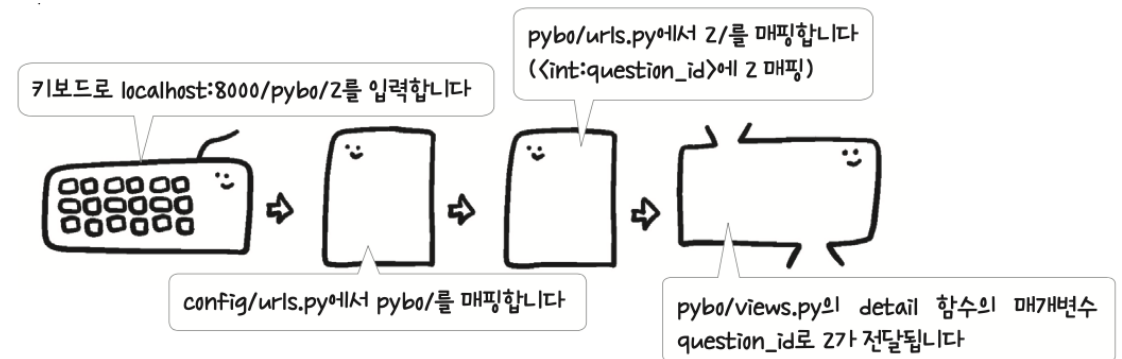 키보드로 localhost:8000/pybo/2를 입력합니다
config/urls.py에서 pybo/를 매핑합니다
pybo/urls.py에서 2/를 매핑합니다
(<int:question_id>에 2 매핑)
pybo/views.py의 detail 함수의 매개변수
question_id로 2가 전달됩니다